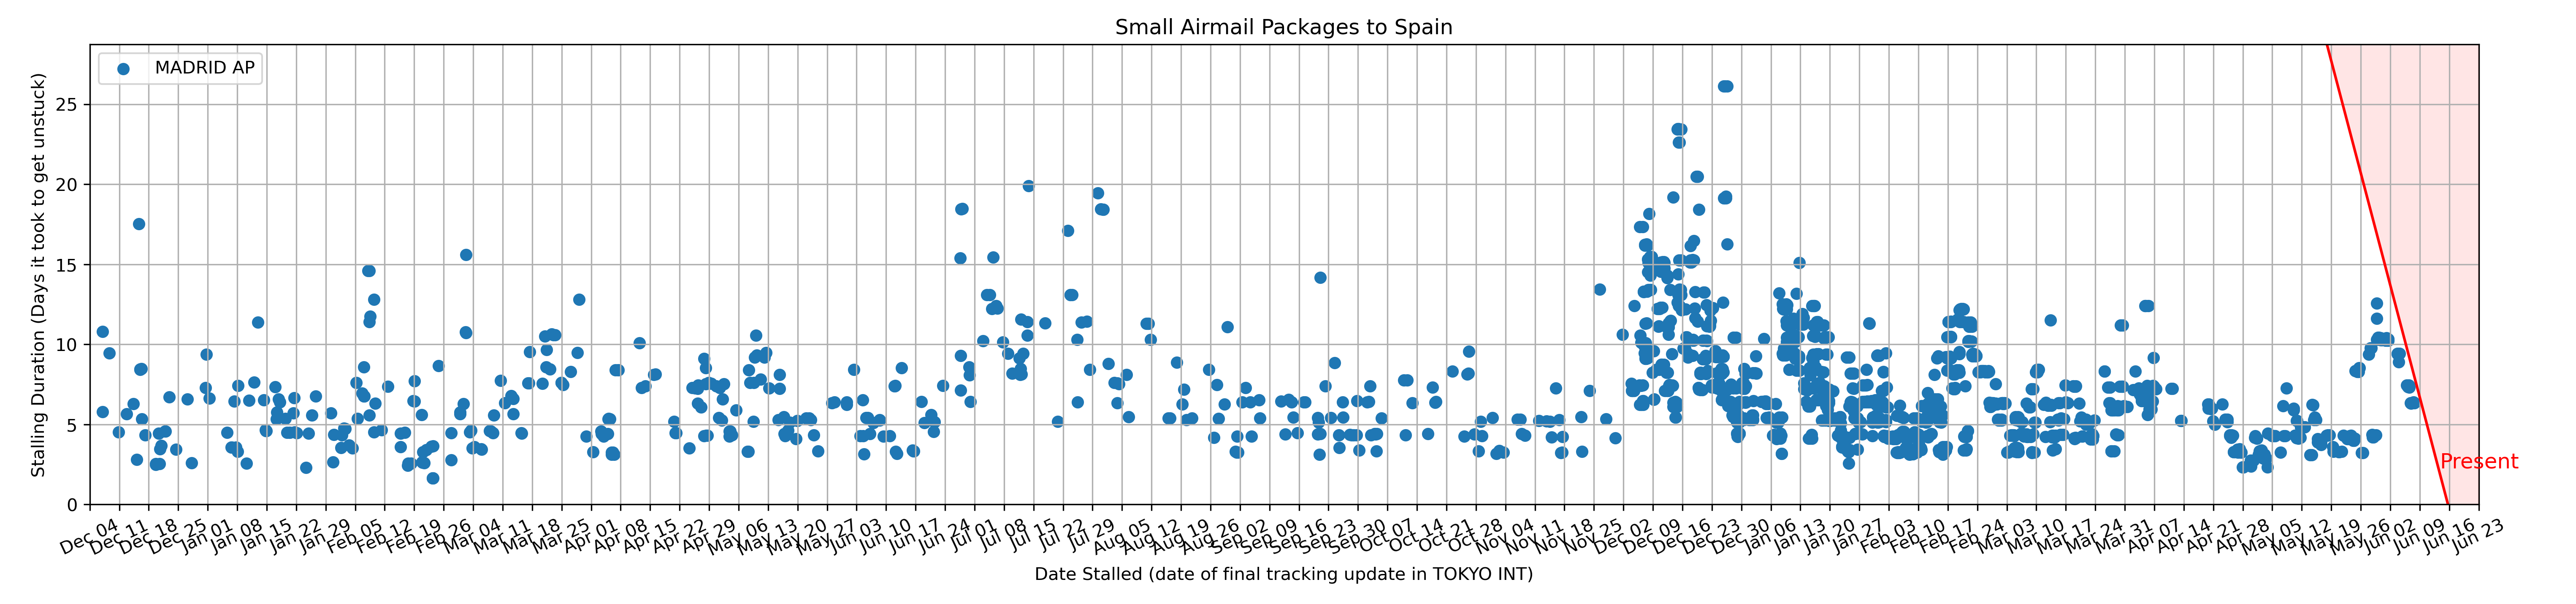 Small Airmail Packages to Spain
MADRID AP
Stalling Duration (Days it took to get unstuck)
25
20
15
10
5
0
Present
Dec 04
Dec 11
Dec 18
Dec 25
Jan 01
Jan 08
Jan 15
Jan 22
Jan 29
Feb 05
Feb 12
Feb 19
Feb 26
Mar 04
Mar 11
Mar 18
Mar 25
Apr 01
Apr 08
Apr 15
Apr 22
Apr 29
May 06
May 13
May 20
May 27
Jun 03
Jun 10
Jun 17
Jun 24
Jul 01
Jul 08
Jul 15
Jul 22
Jul 29
Aug 05
Aug 12
Aug 19
Aug 26
Sep 02
Sep 09
Sep 16
Sep 23
Sep 30
Oct 07
Oct 14
Oct 21
Oct 28
Nov 04
Nov 11
Nov 18
Nov 25
Dec 02
Dec 09
Dec 16
Dec 23
Dec 30
Jan 06
Jan 13
Jan 20
Jan 27
Feb 03
Feb 10
Feb 17
Feb 24
Mar 03
Mar 10
Mar 17
Mar 24
Mar 31
Apr 07
Apr 14
Apr 21
Apr 28
May 05
May 12
May 19
May 26
Jun 02
Jun 09
Jun 16
Jun 23
Date Stalled (date of final tracking update in TOKYO INT)